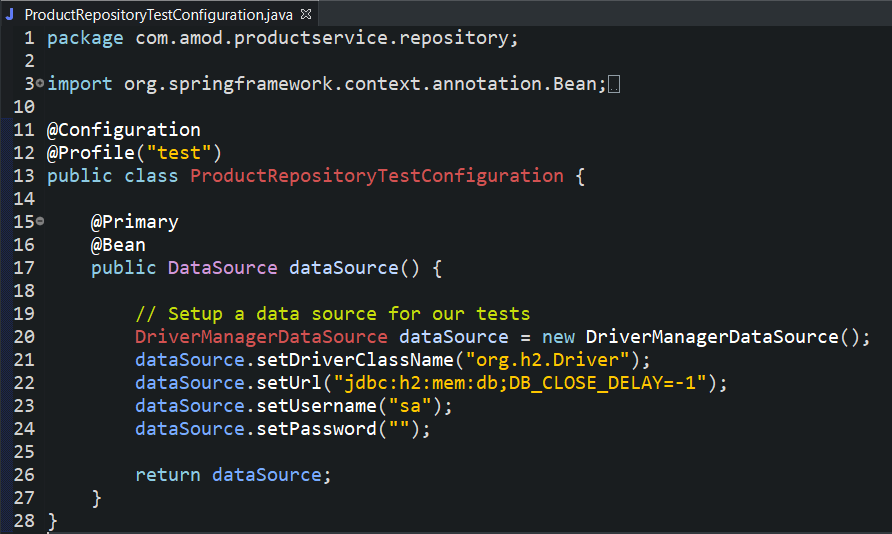 ProductRepositoryTestConfiguration.java
1 package com.amod.productservice.repository;
2
3 import org.springframework.context.annotation.Bean;
10
11 @Configuration
12 @Profile("test")
13 public class ProductRepositoryTestConfiguration {
14
15     @Primary
16     @Bean
17     public DataSource dataSource() {
18
19         // Setup a data source for our tests
20         DriverManagerDataSource dataSource = new DriverManagerDataSource();
21         dataSource.setDriverClassName("org.h2.Driver");
22         dataSource.setUrl("jdbc:h2:mem:db;DB_CLOSE_DELAY=-1");
23         dataSource.setUsername("sa");
24         dataSource.setPassword("");
25
26         return dataSource;
27     }
28 }